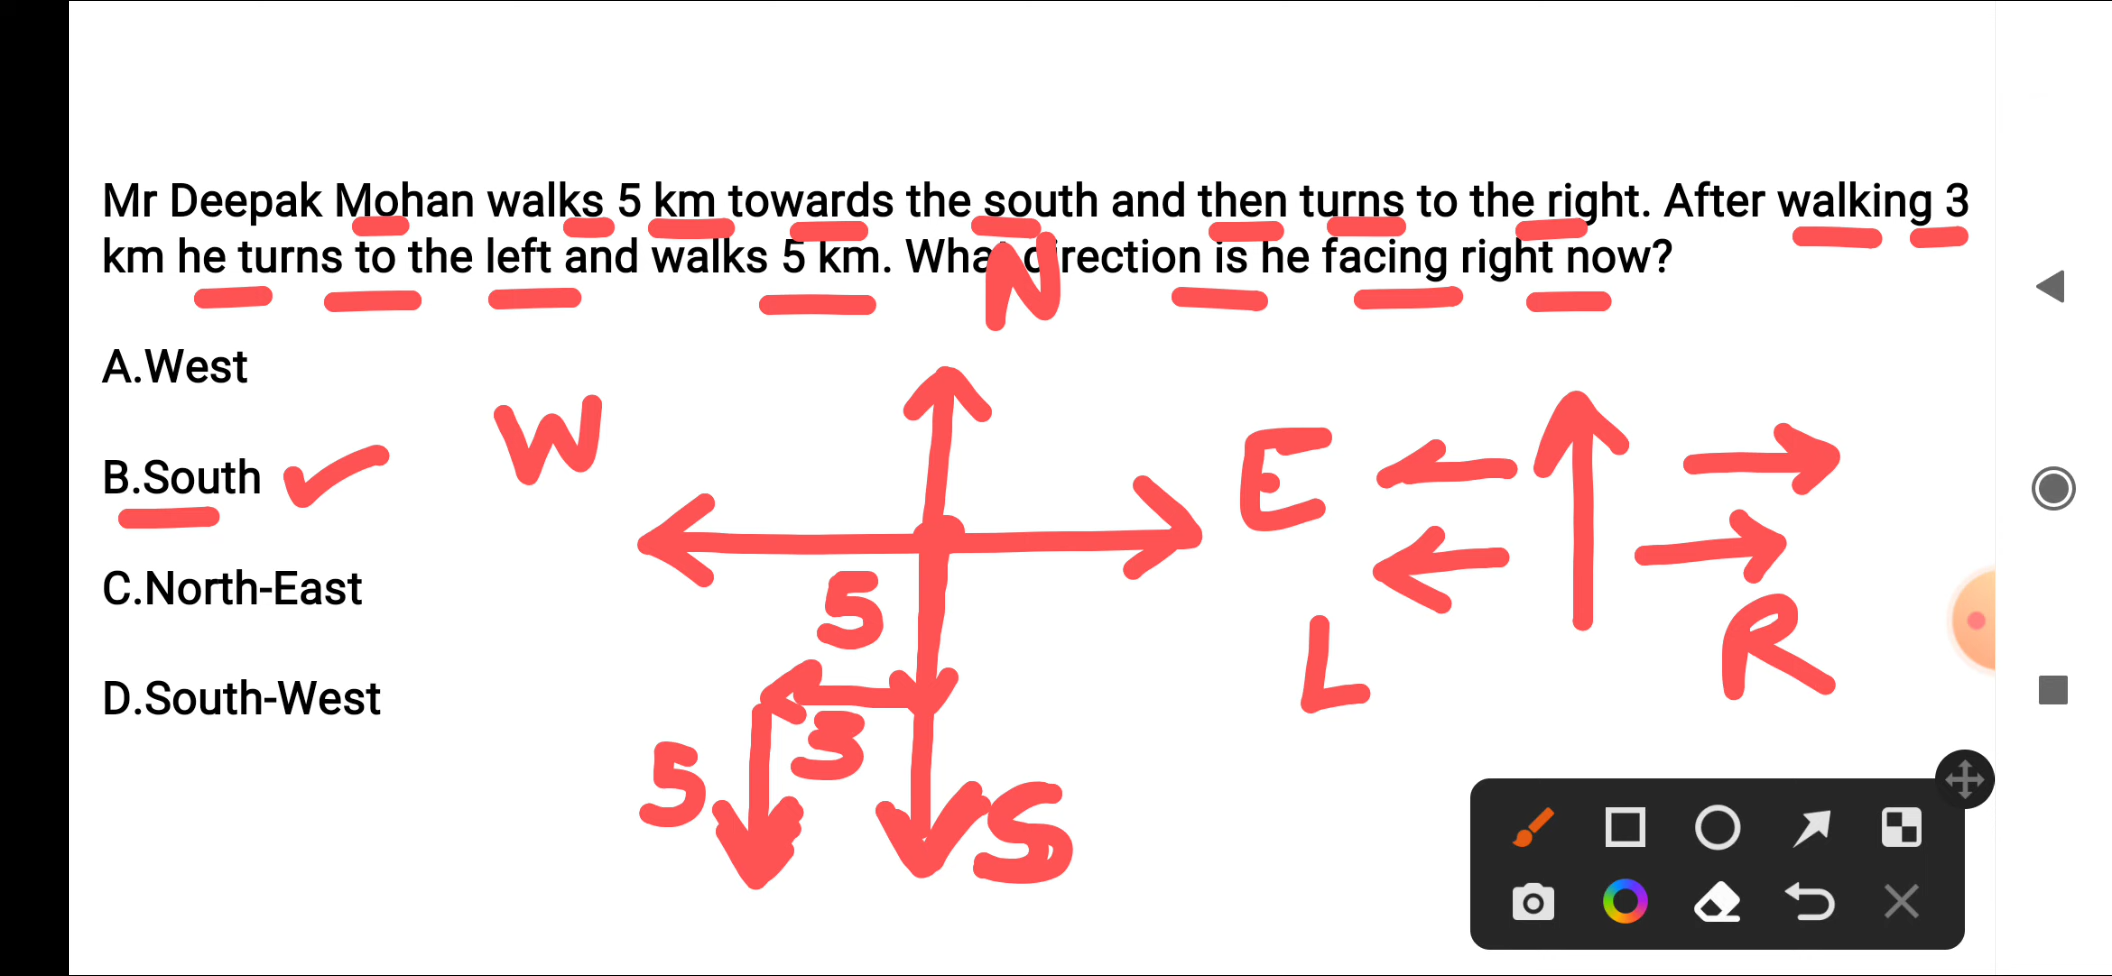 Mr Deepak Mohan walks 5 km towards the south and then turns to the right. After walking 3
km he turns to the left and walks 5 km. What direction is he facing right now?
N
A.West
W
E
B.South
5
C.North-East
L
R
D.South-West
3
5
S